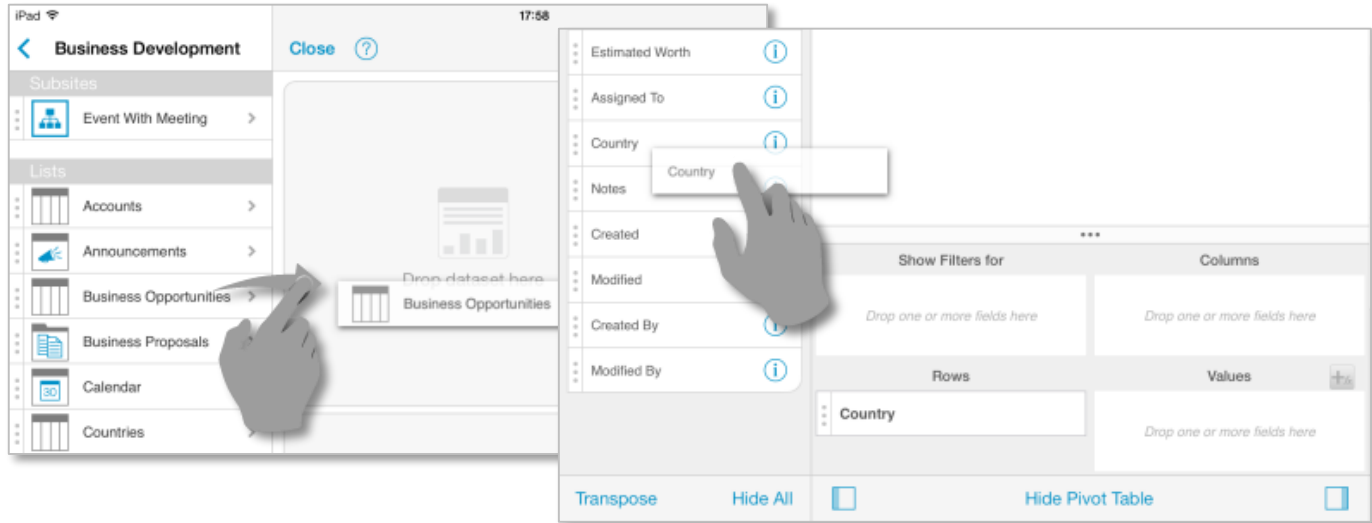 iPad
17:58
Business Development
Close
?
Subsites
Event With Meeting
Lists
Accounts
Announcements
Business Opportunities
Business Proposals
30
Calendar
Countries
Drop dataset here
Business Opportunities
Estimated Worth
Assigned To
Country
Country
Notes
Created
Modified
Created By
Modified By
Show Filters for
Columns
Drop one or more fields here
Drop one or more fields here
Rows
Values
Country
Drop one or more fields here
Transpose
Hide All
Hide Pivot Table